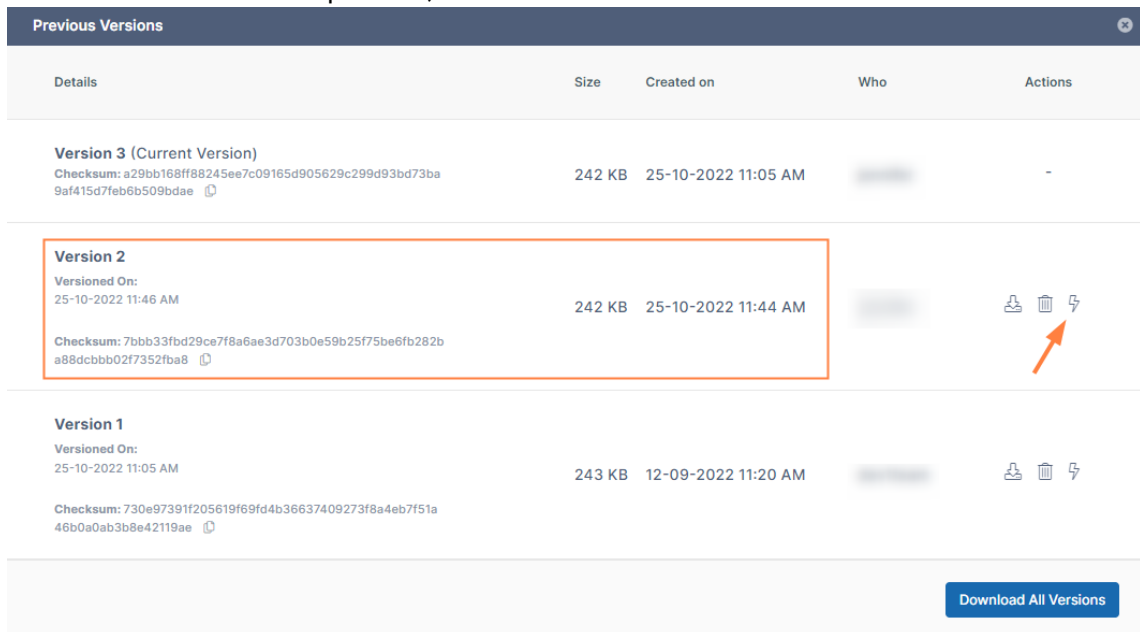 Previous Versions
Details Size Created on Who Actions
Version 3 (Current Version)
Checksum: a29bb168ff88245ee7c09165d905629c299d93bd73ba
9af415d7feb6b509bdae
242 KB 25-10-2022 11:05 AM -
Version 2
Versioned On:
25-10-2022 11:46 AM
242 KB 25-10-2022 11:44 AM
Checksum: 7bbb33fbd29ce7f8a6ae3d703b0e59b25f75be6fb282b
a88dcbbb02f7352fba8
Version 1
Versioned On:
25-10-2022 11:05 AM
243 KB 12-09-2022 11:20 AM
Checksum: 730e97391f205619f69fd4b36637409273f8a4eb7f51a
46b0a0ab3b8e42119ae
Download All Versions